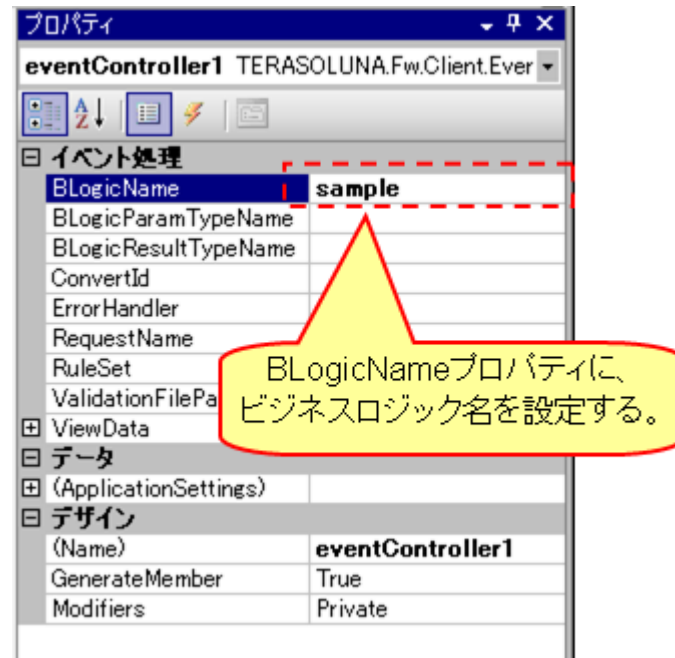 プロパティ
eventController1 TERASOLUNA.Fw.Client.Ever
イベント処理
BLogicName sample
BLogicParamTypeName
BLogicResultTypeName
ConvertId
ErrorHandler
RequestName
RuleSet
ValidationFilePa
ViewData
BLogicNameプロパティに、
ビジネスロジック名を設定する。
データ
(ApplicationSettings)
デザイン
(Name) eventController1
GenerateMember True
Modifiers Private